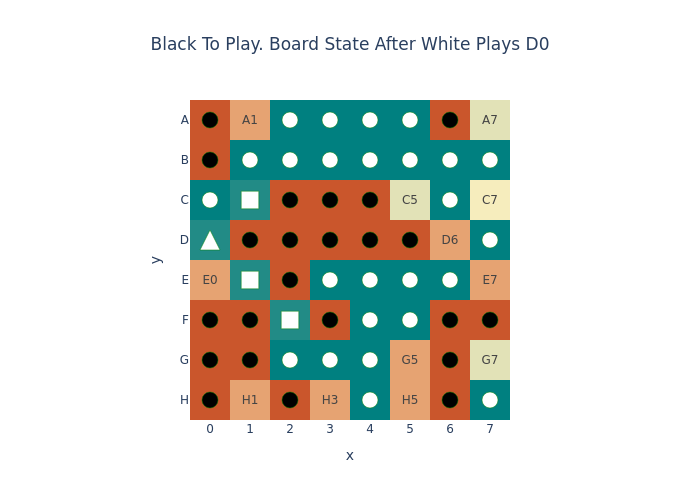 Black To Play. Board State After White Plays D0
A A1 A7
B
C C5 C7
D D6
E E0 E7
F
G G5 G7
H H1 H3 H5
0 1 2 3 4 5 6 7
x
y